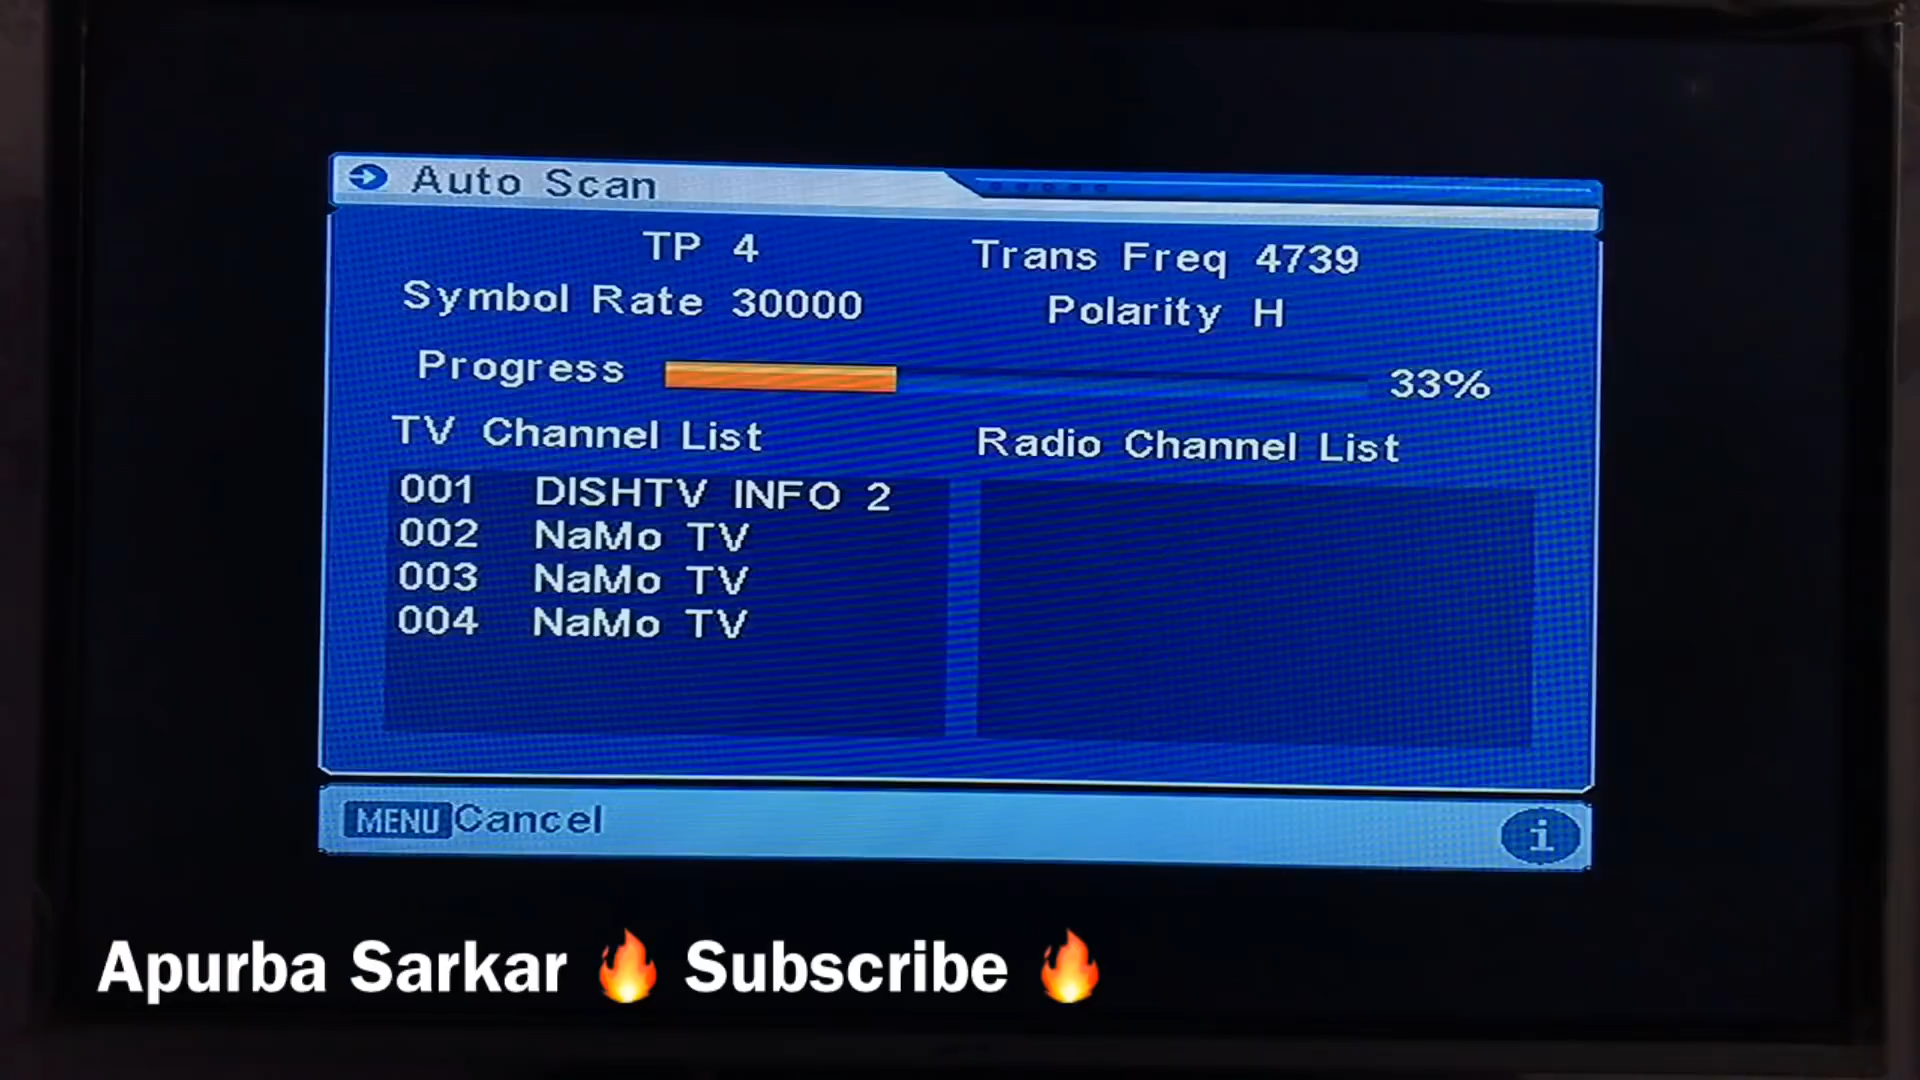 Auto Scan
TP 4 Trans Freq 4739
Symbol Rate 30000 Polarity H
Progress 33%
TV Channel List Radio Channel List
001 DISHTV INFO 2
002 NaMo TV
003 NaMo TV
004 NaMo TV
MENU Cancel i
Apurba Sarkar 🔥 Subscribe 🔥